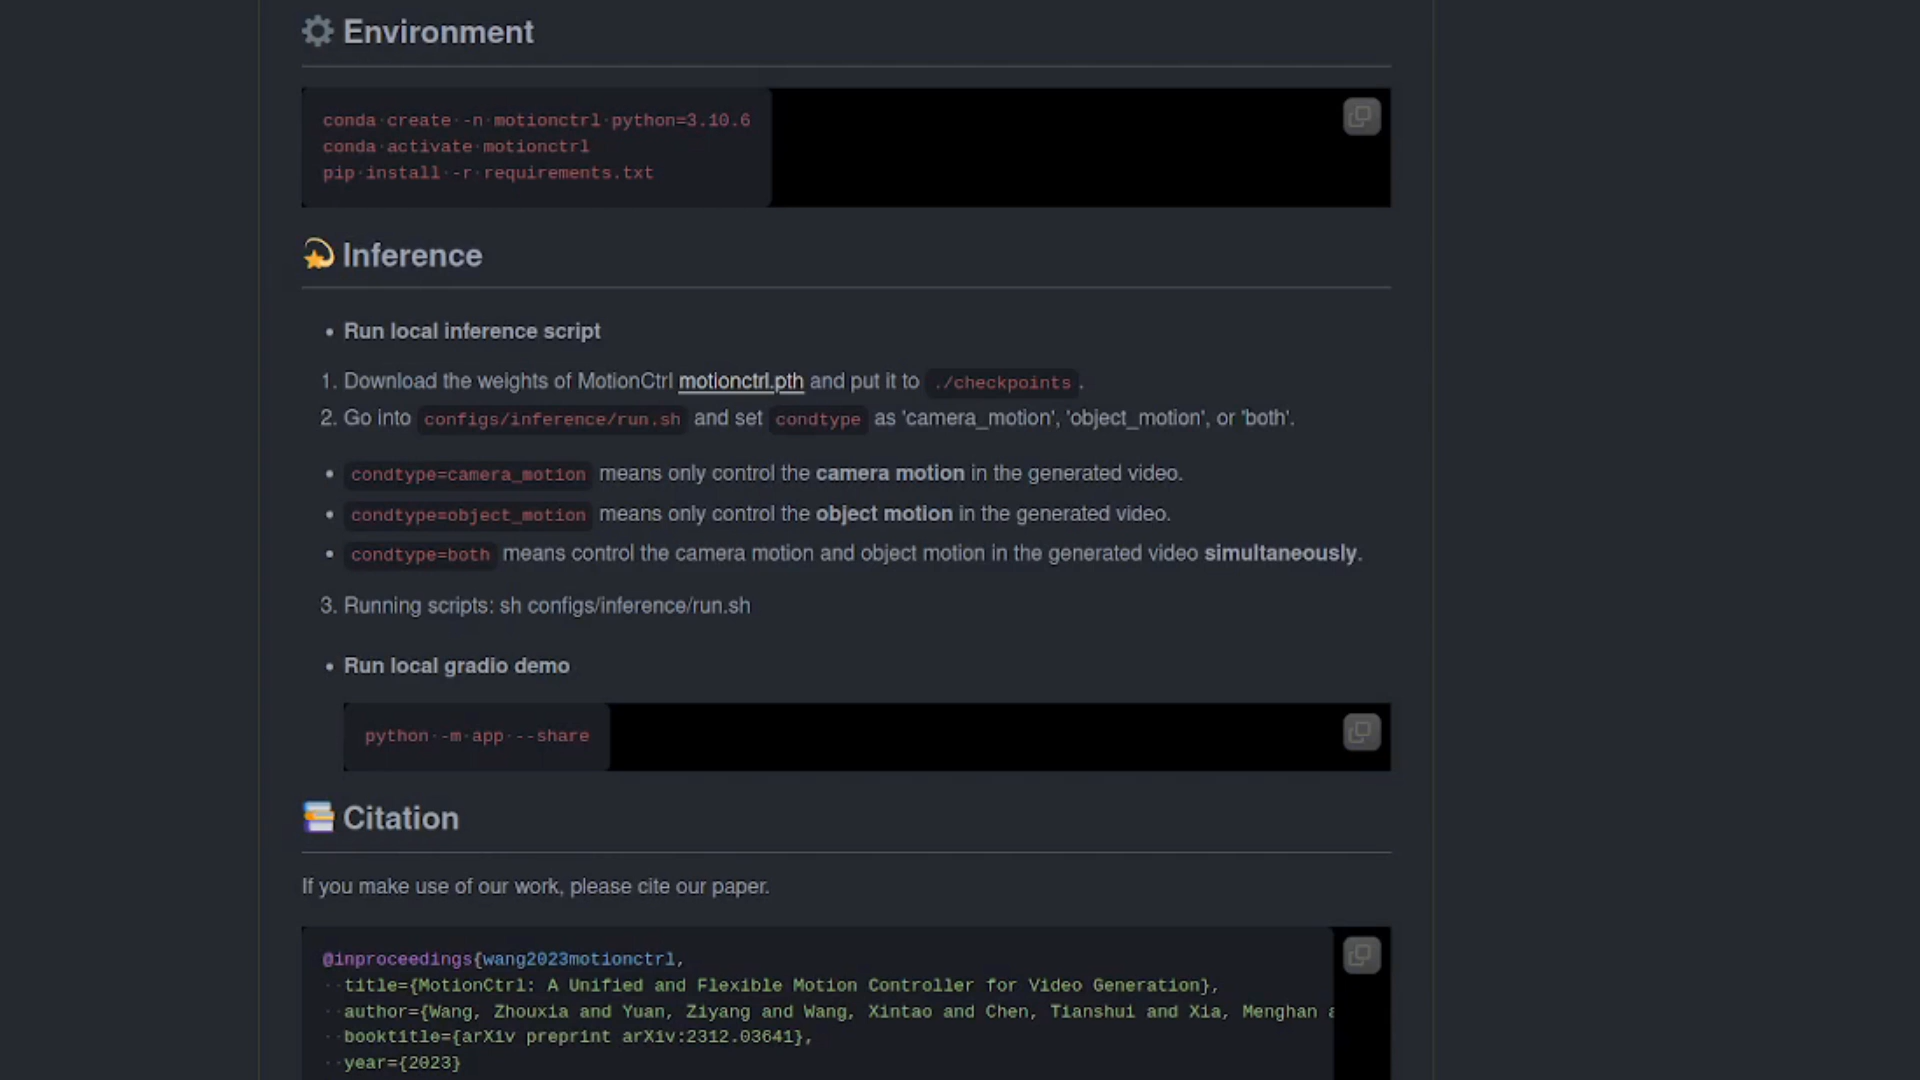 Environment
conda create -n motionctrl python=3.10.6
conda activate motionctrl
pip install -r requirements.txt
Inference
• Run local inference script
1. Download the weights of MotionCtrl motionctrl.pth and put it to ./checkpoints .
2. Go into configs/inference/run.sh and set condtype as 'camera_motion', 'object_motion', or 'both'.
• condtype=camera_motion means only control the camera motion in the generated video.
• condtype=object_motion means only control the object motion in the generated video.
• condtype=both means control the camera motion and object motion in the generated video simultaneously.
3. Running scripts: sh configs/inference/run.sh
• Run local gradio demo
python -m app --share
Citation
If you make use of our work, please cite our paper.
@inproceedings{wang2023motionctrl,
title={MotionCtrl: A Unified and Flexible Motion Controller for Video Generation},
author={Wang, Zhouxia and Yuan, Ziyang and Wang, Xintao and Chen, Tianshui and Xia, Menghan
booktitle={arXiv preprint arXiv:2312.03641},
year={2023}